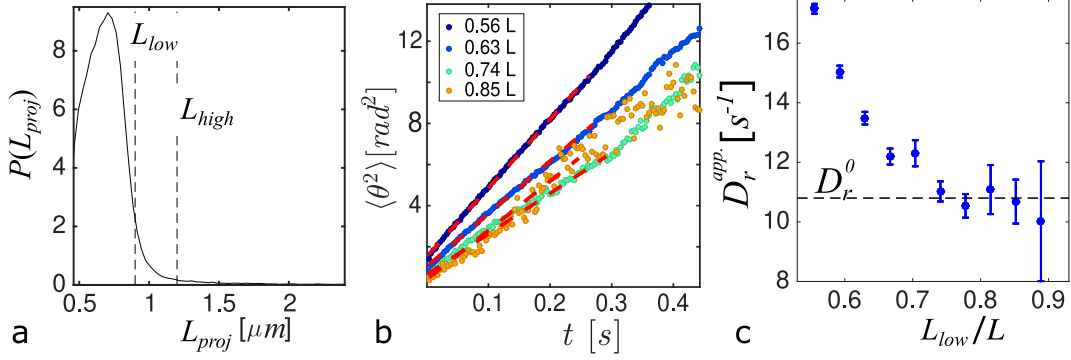 P(L_proj)
8
6
4
2
0
L_low
L_high
0.5
1
1.5
2
L_proj [μm]
a
⟨θ²⟩[rad²]
12
8
4
0.56 L
0.63 L
0.74 L
0.85 L
0.1
0.2
0.3
0.4
t [s]
b
D_r^app. [s⁻¹]
16
14
12
10
8
D_r^0
0.6
0.7
0.8
0.9
L_low/L
c